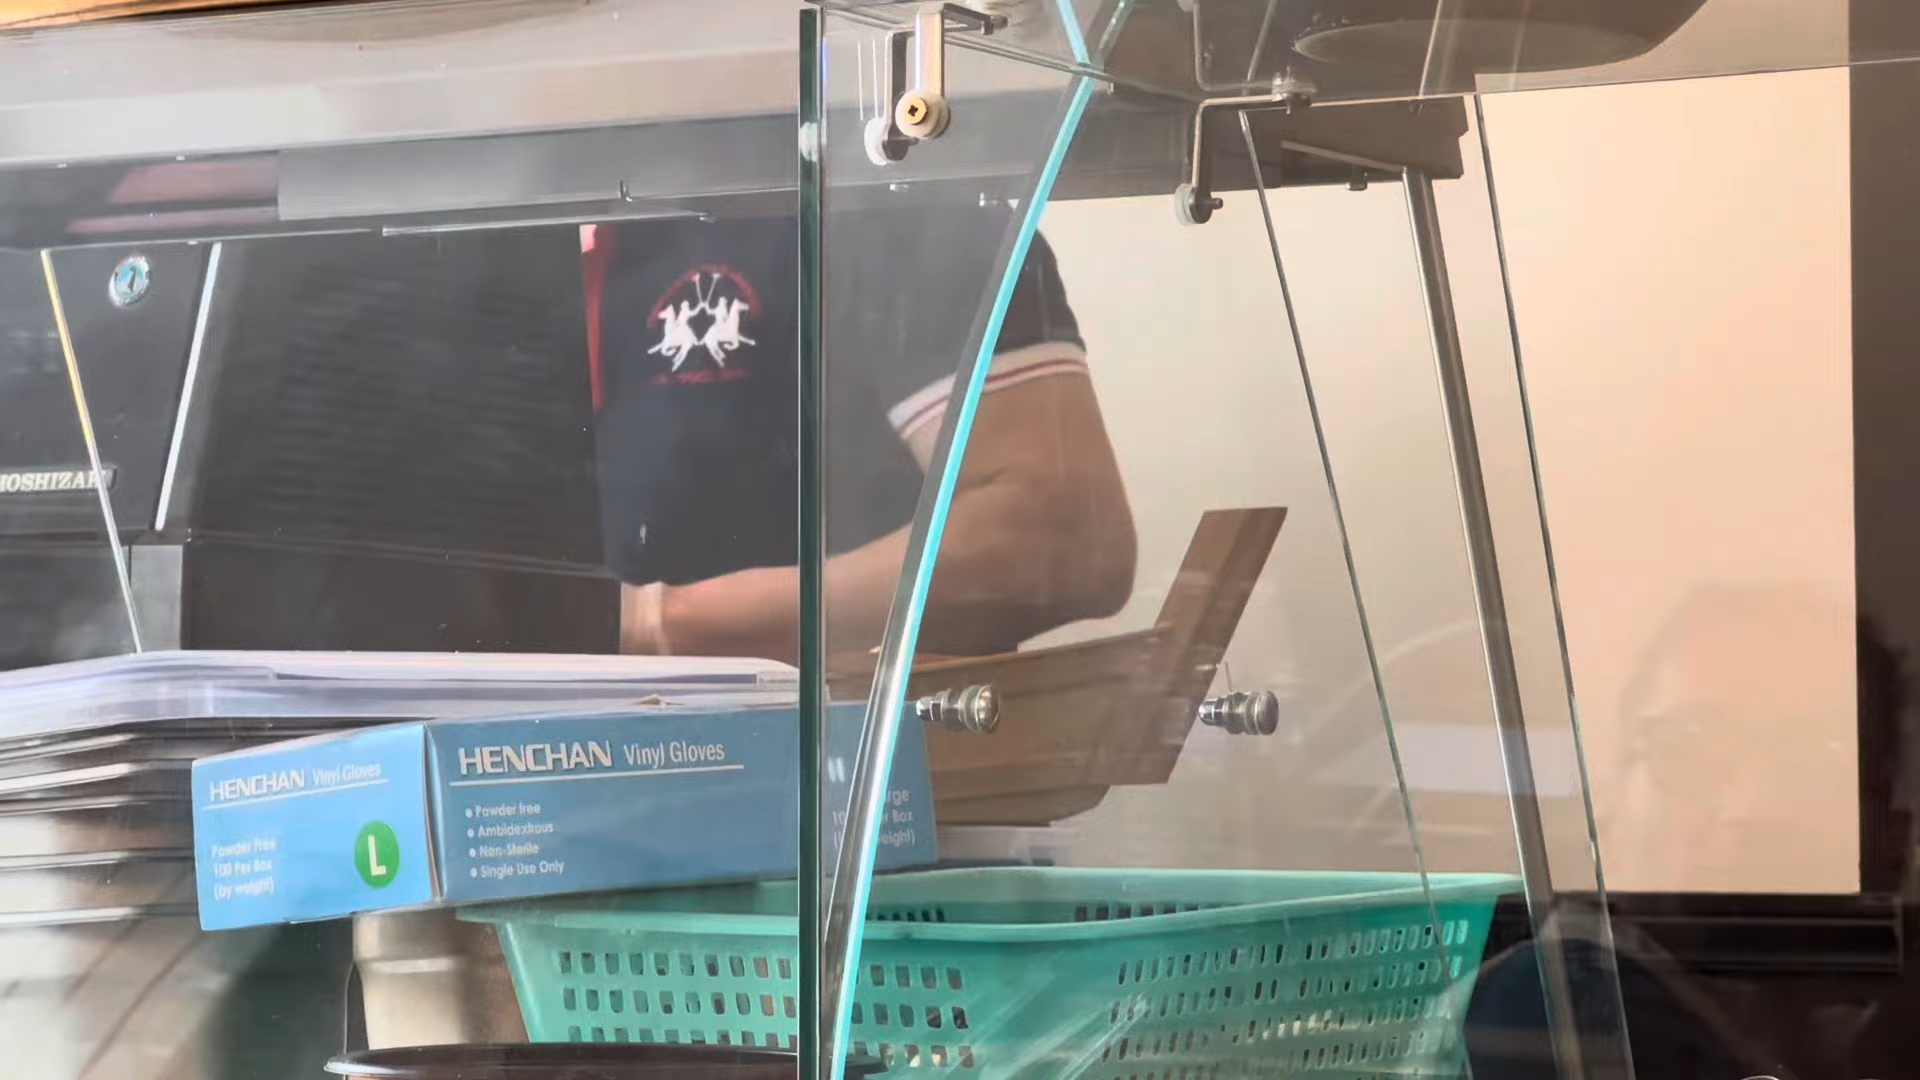 HOSHIZAKI
HENCHAN Vinyl Gloves
Powder Free
100 Per Box
(by weight)
L
HENCHAN Vinyl Gloves
Powder free
Ambidextrous
Non-Sterile
Single Use Only